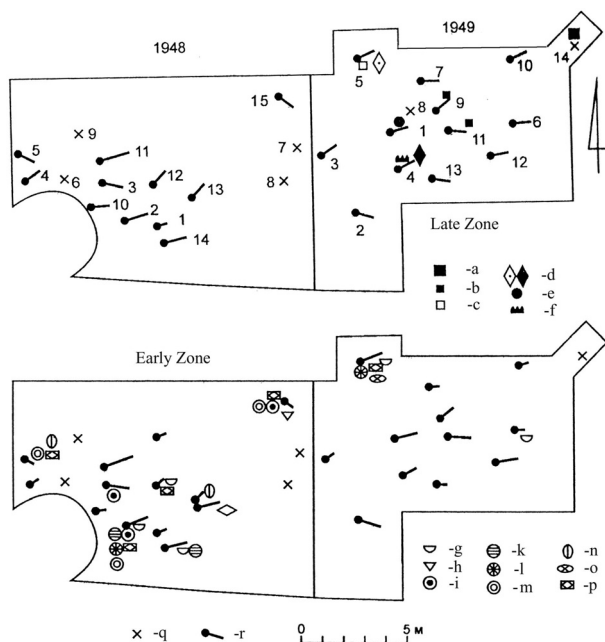 1948
1949
15
10
14
5
7
9
8
9
5
11
7
1
11
6
3
4
6
3
12
8
13
4
13
12
10
2
1
2
14
Late Zone
-a
-d
-b
-e
-c
-f
Early Zone
-g
-k
-n
-h
-l
-o
-i
-m
-p
-q
-r
0
5 м